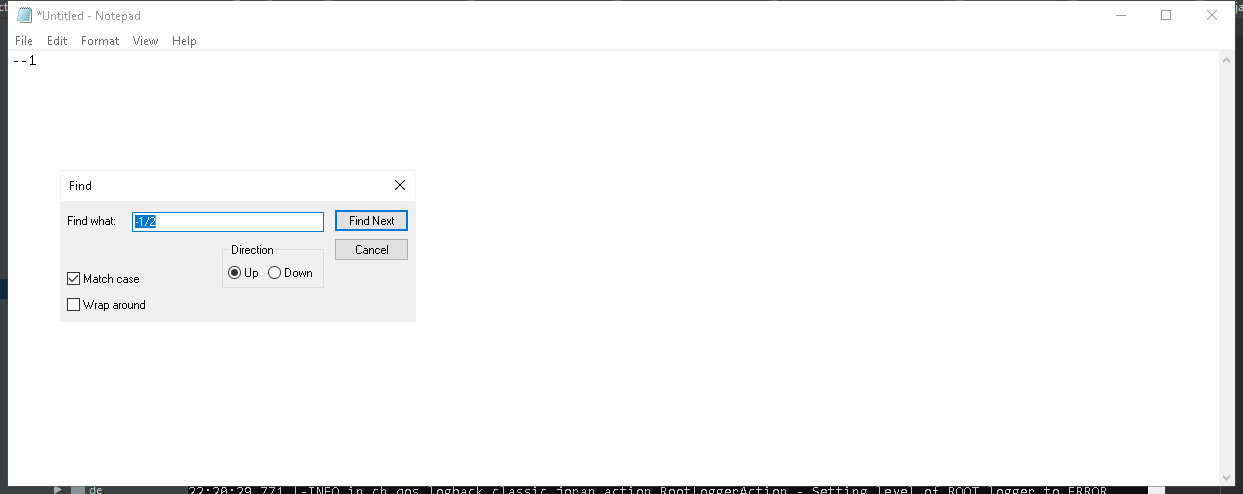 *Untitled - Notepad
File Edit Format View Help
--1
Find
Find what: -1/2 Find Next
Direction Cancel
Up Down
Match case
Wrap around
de 22:20:29,771 |-INFO in ch.qos.logback.classic.joran.action.RootLoggerAction - Setting level of ROOT logger to ERROR